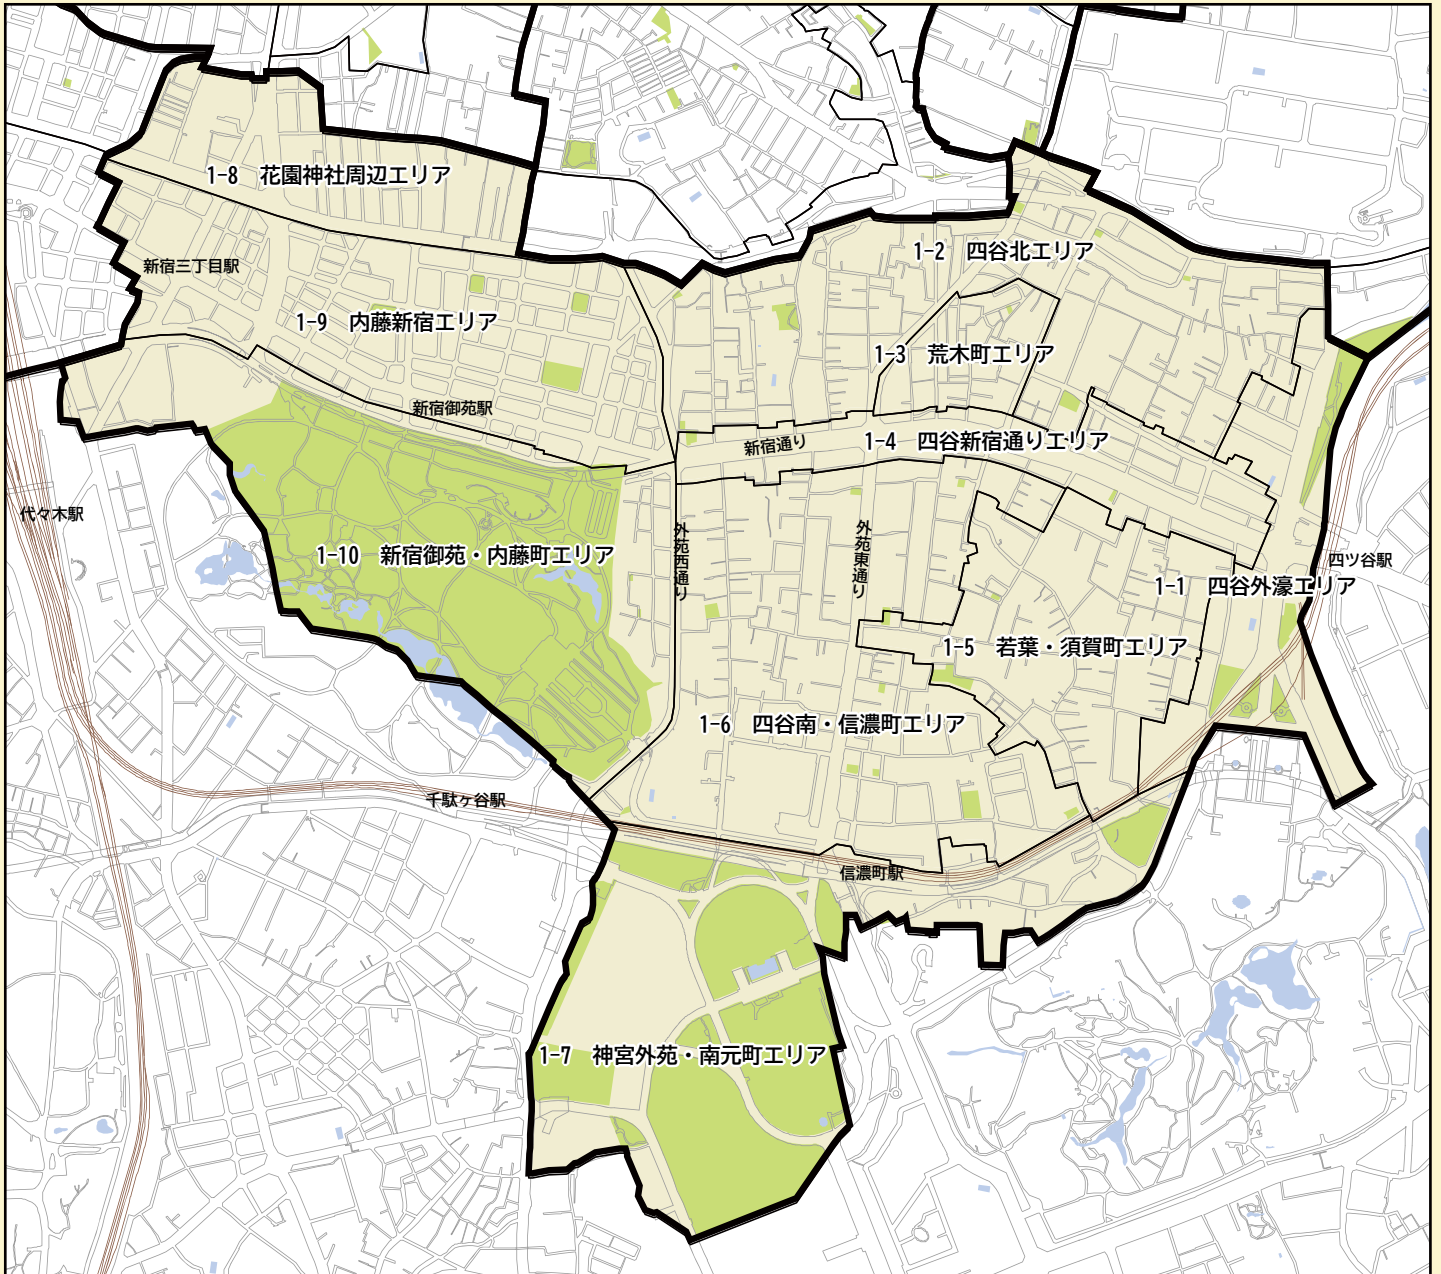 1-8 花園神社周辺エリア
1-2 四谷北エリア
新宿三丁目駅
1-9 内藤新宿エリア
1-3 荒木町エリア
新宿御苑駅
新宿通り
1-4 四谷新宿通りエリア
代々木駅
外苑西通り
外苑東通り
1-10 新宿御苑・内藤町エリア
四ツ谷駅
1-1 四谷外濠エリア
1-5 若葉・須賀町エリア
1-6 四谷南・信濃町エリア
千駄ヶ谷駅
信濃町駅
1-7 神宮外苑・南元町エリア